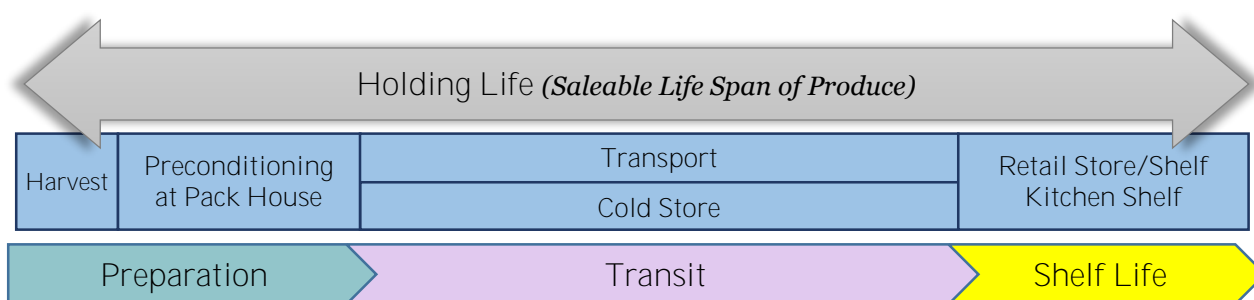 Holding Life (Saleable Life Span of Produce)
Harvest
Preconditioning
at Pack House
Transport
Cold Store
Retail Store/Shelf
Kitchen Shelf
Preparation
Transit
Shelf Life